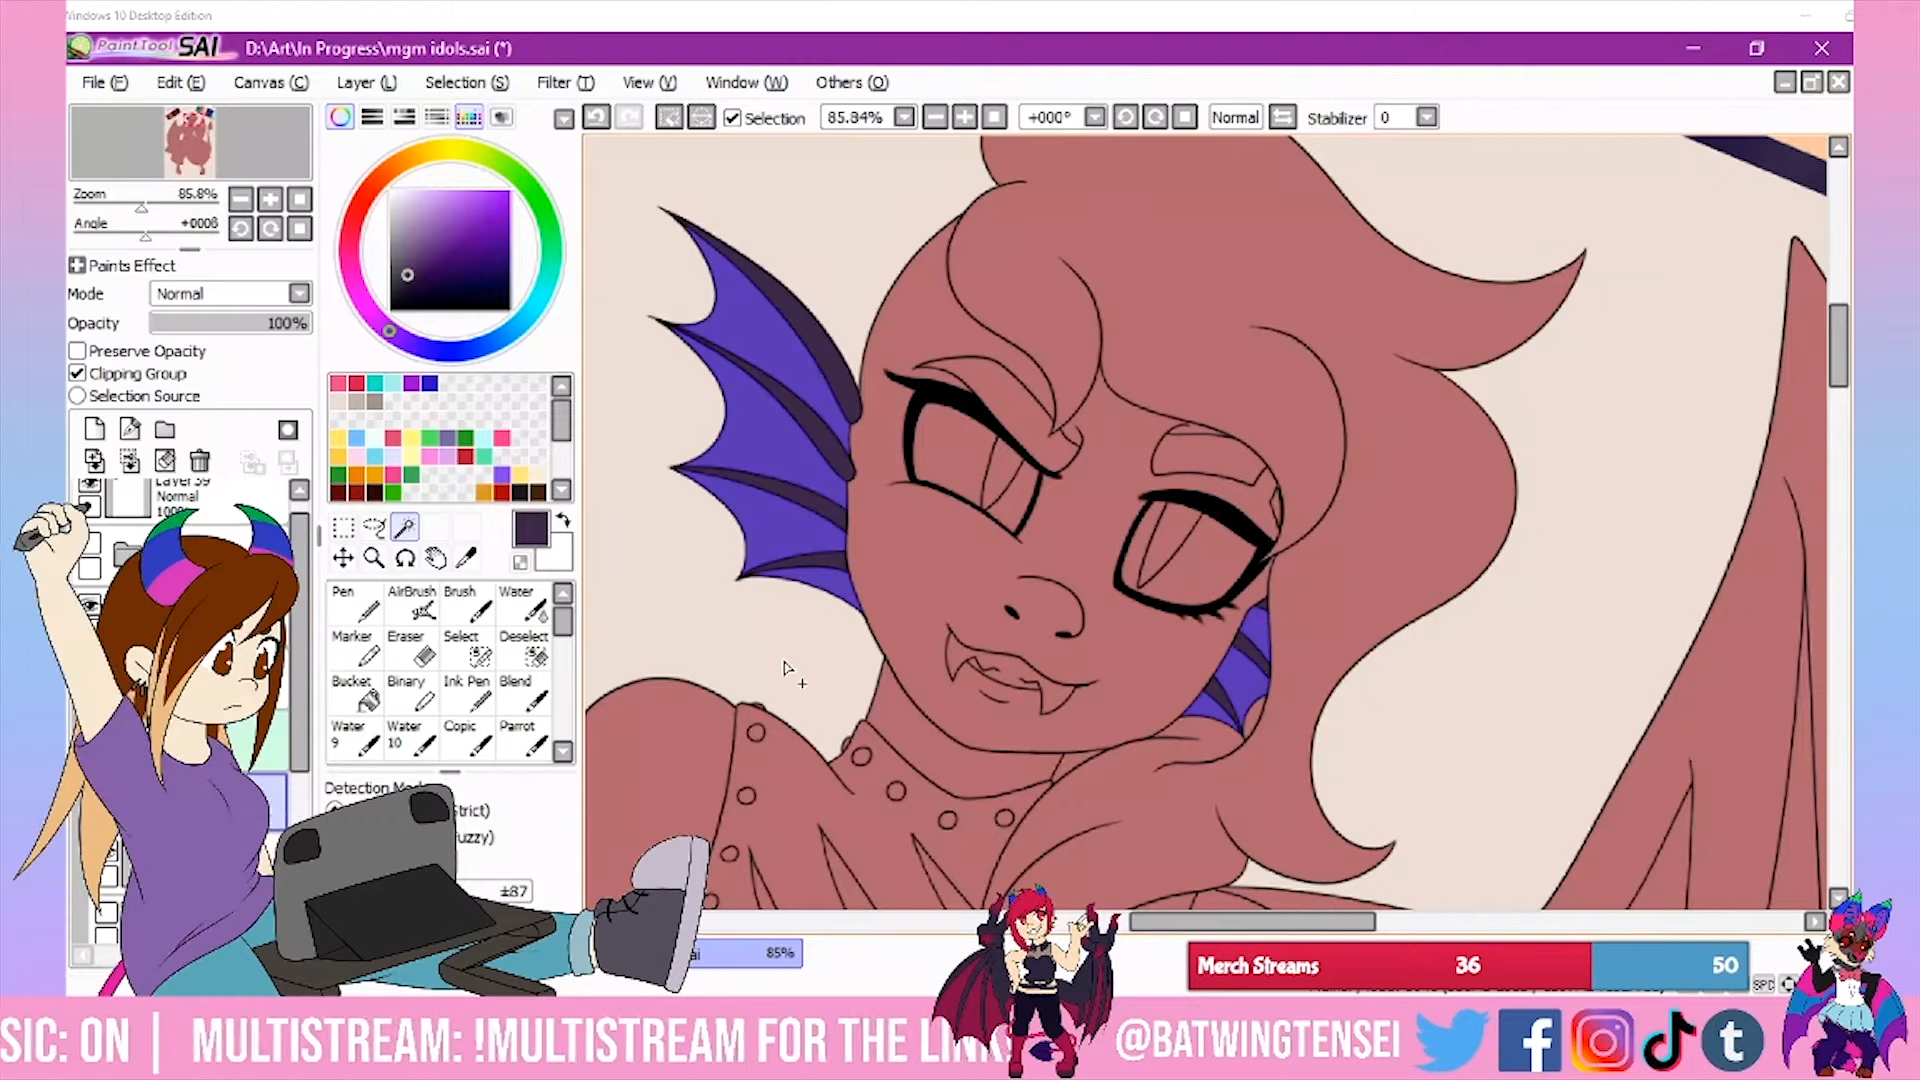 Windows 10 Desktop Edition
PaintTool SAI D:\Art\In Progress\mgm idols.sai (*)
File (F) Edit (E) Canvas (C) Layer (L) Selection (S) Filter (T) View (V) Window (W) Others (O)
Selection 85.84% +000° Normal Stabilizer 0
Zoom 85.8%
Angle
Paints Effect
Mode Normal
Opacity 100%
Preserve Opacity
Clipping Group
Selection Source
Layer59
Normal
100%
Pen AirBrush Brush Water
Marker Eraser Select Deselect
Bucket Binary Ink Pen Blend
Water 9 Water 10 Copic Parrot
Detection
±87
85%
Merch Streams 36 50
SPC
SIC: ON | MULTISTREAM: !MULTISTREAM FOR THE @BATWINGTENSEI